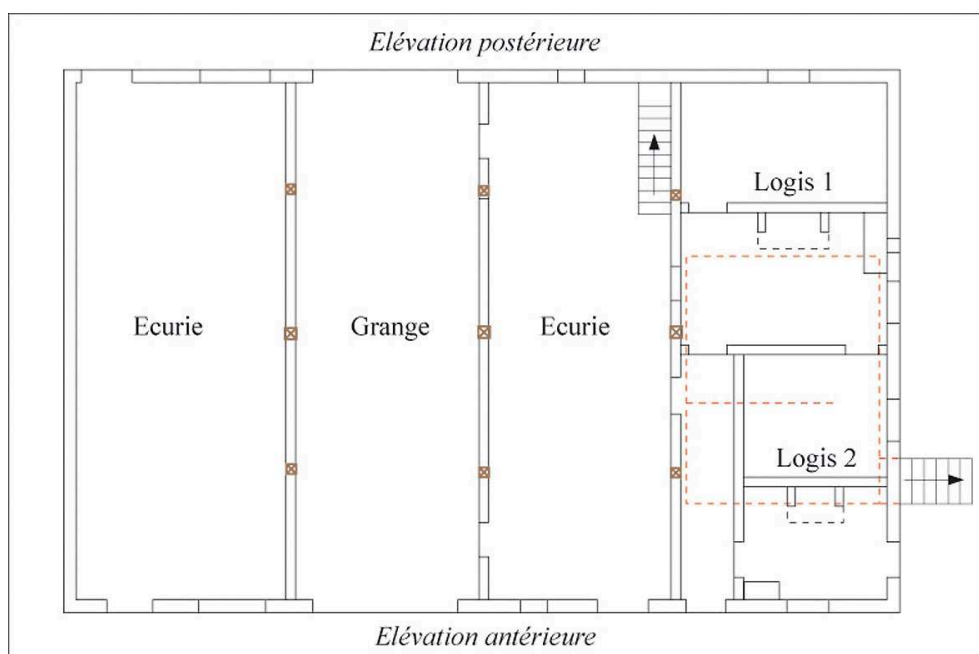 Elévation postérieure
Logis 1
Ecurie
Grange
Ecurie
Logis 2
Elévation antérieure